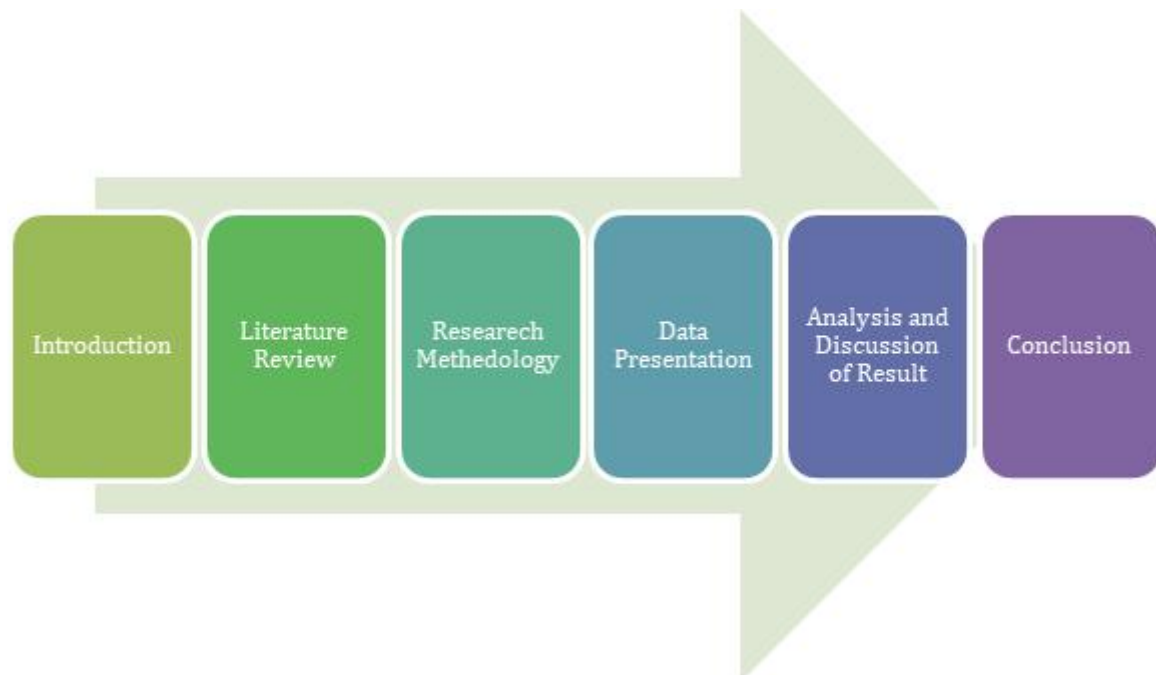 Introduction
Literature
Review
Researech
Methedology
Data
Presentation
Analysis and
Discussion
of Result
Conclusion